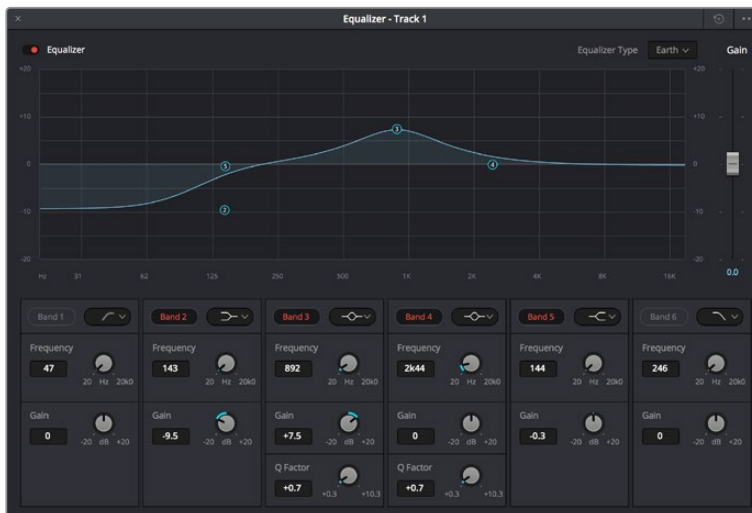 Equalizer - Track 1
Equalizer
Equalizer Type Earth Gain
+20 +20
+10 +10
0 0
-10 -10
-20 -20
5 3 4 2
Hz 31 62 125 250 500 1K 2K 4K 8K 16K
0.0
Band 1 Band 2 Band 3 Band 4 Band 5 Band 6
Frequency Frequency Frequency Frequency Frequency Frequency
47 143 892 2k44 144 246
20 Hz 20k0 20 Hz 20k0 20 Hz 20k0 20 Hz 20k0 20 Hz 20k0 20 Hz 20k0
Gain Gain Gain Gain Gain Gain
0 -9.5 +7.5 0 -0.3 0
-20 dB +20 -20 dB +20 -20 dB +20 -20 dB +20 -20 dB +20 -20 dB +20
Q Factor Q Factor
+0.7 +0.7
+0.3 +10.3 +0.3 +10.3